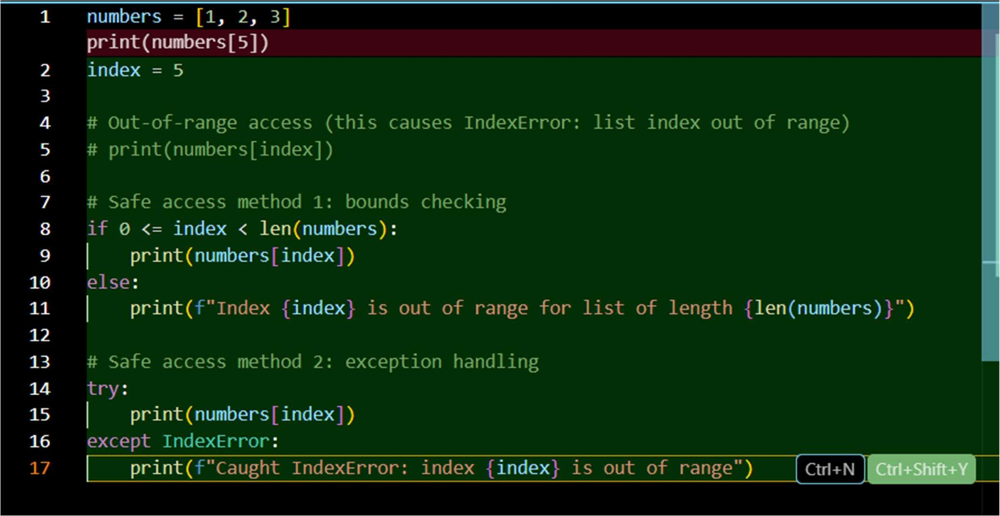 1 numbers = [1, 2, 3]
print(numbers[5])
2 index = 5
3
4 # Out-of-range access (this causes IndexError: list index out of range)
5 # print(numbers[index])
6
7 # Safe access method 1: bounds checking
8 if 0 <= index < len(numbers):
9     print(numbers[index])
10 else:
11     print(f"Index {index} is out of range for list of length {len(numbers)}")
12
13 # Safe access method 2: exception handling
14 try:
15     print(numbers[index])
16 except IndexError:
17     print(f"Caught IndexError: index {index} is out of range") Ctrl+N Ctrl+Shift+Y